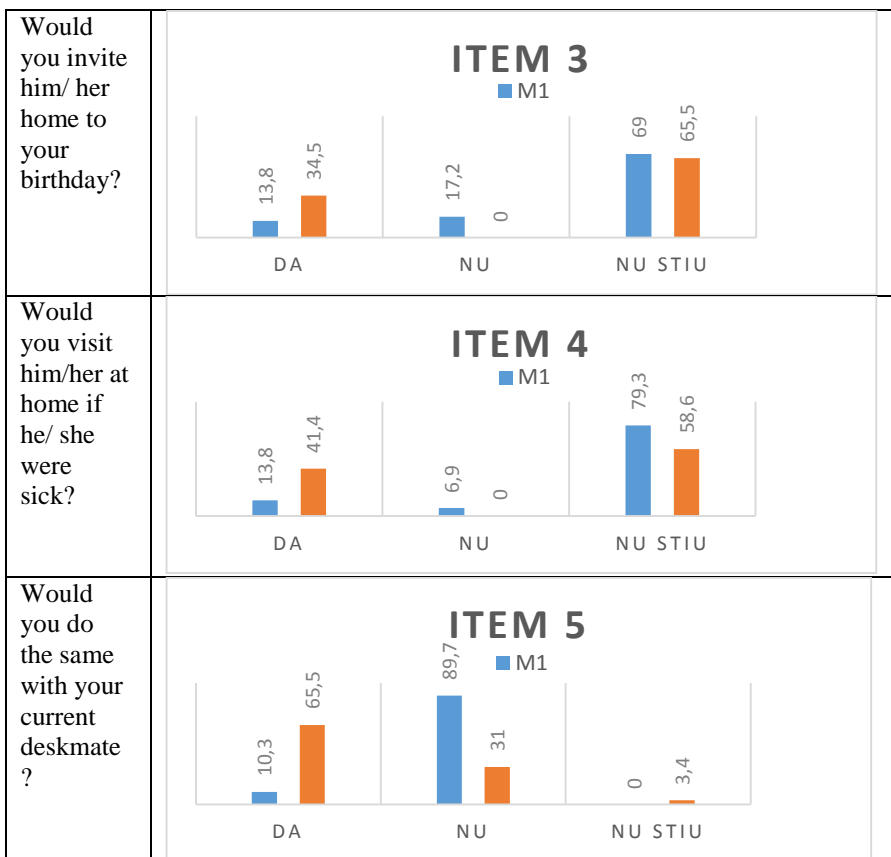 Would
you invite
him/ her
home to
your
birthday?
ITEM 3
M1
13,8
34,5
17,2
0
69
65,5
DA
NU
NU STIU
Would
you visit
him/her at
home if
he/ she
were
sick?
ITEM 4
M1
13,8
41,4
6,9
0
79,3
58,6
DA
NU
NU STIU
Would
you do
the same
with your
current
deskmate
?
ITEM 5
M1
10,3
65,5
89,7
31
0
3,4
DA
NU
NU STIU